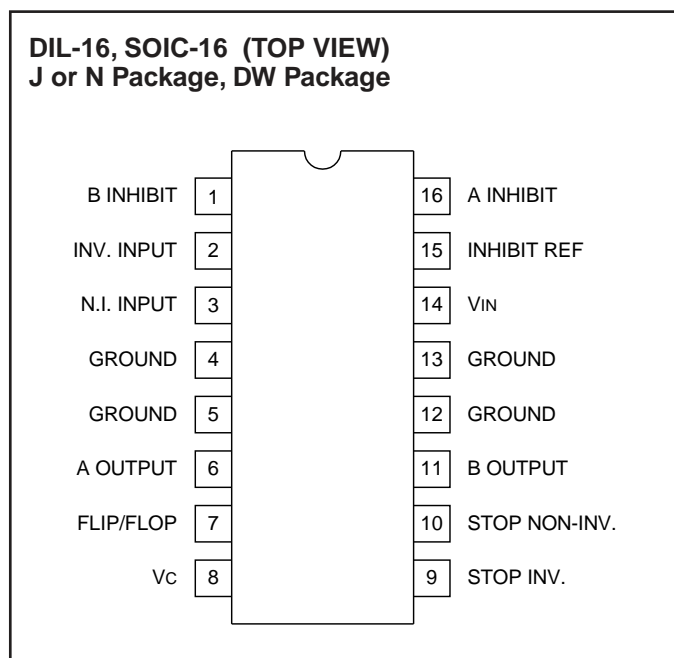 DIL-16, SOIC-16 (TOP VIEW)
J or N Package, DW Package
B INHIBIT 1 16 A INHIBIT
INV. INPUT 2 15 INHIBIT REF
N.I. INPUT 3 14 VIN
GROUND 4 13 GROUND
GROUND 5 12 GROUND
A OUTPUT 6 11 B OUTPUT
FLIP/FLOP 7 10 STOP NON-INV.
VC 8 9 STOP INV.